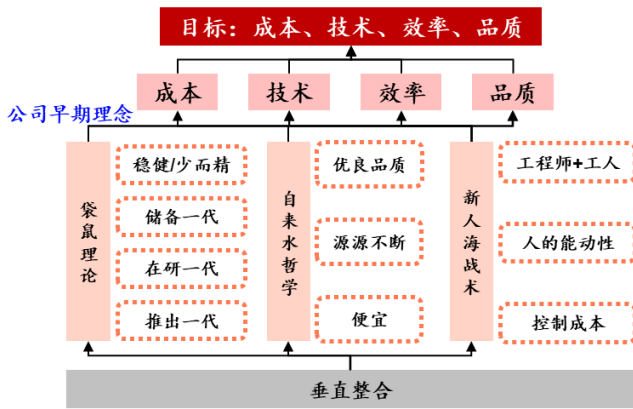 目标：成本、技术、效率、品质
成本
技术
效率
品质
公司早期理念
袋鼠理论
稳健/少而精
储备一代
在研一代
推出一代
自来水哲学
优良品质
源源不断
便宜
新人海战术
工程师+工人
人的能动性
控制成本
垂直整合